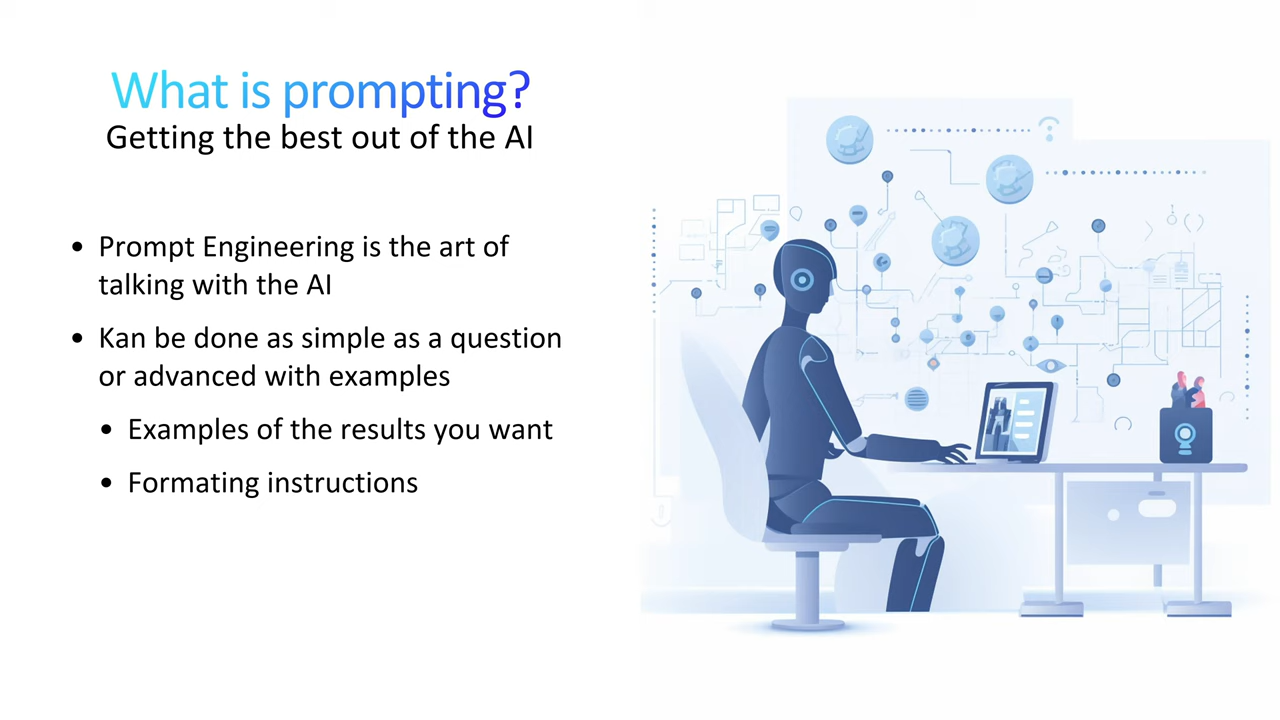 What is prompting?
Getting the best out of the AI
• Prompt Engineering is the art of
talking with the AI
• Kan be done as simple as a question
or advanced with examples
• Examples of the results you want
• Formating instructions